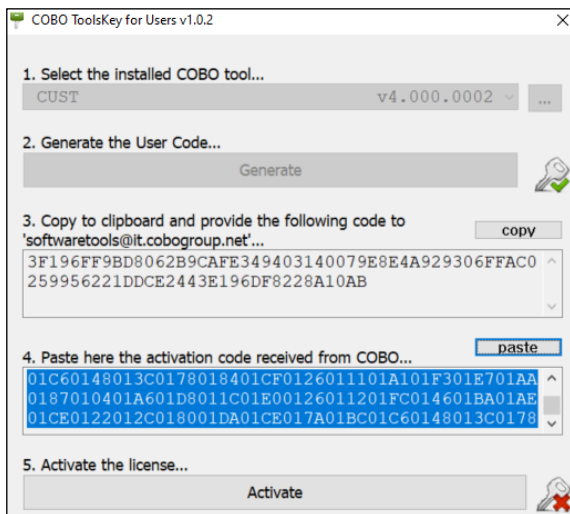 COBO ToolsKey for Users v1.0.2
1. Select the installed COBO tool...
CUST v4.000.0002
...
2. Generate the User Code...
Generate
3. Copy to clipboard and provide the following code to
'softwaretools@it.cobogroup.net'...
copy
3F196FF9BD8062B9CAFE349403140079E8E4A929306FFAC0
259956221DDCE2443E196DF8228A10AB
paste
4. Paste here the activation code received from COBO...
01C60148013C0178018401CF0126011101A101F301E701AA
0187010401A601D8011C01E00126011201FC014601BA01AE
01CE0122012C018001DA01CE017A01BC01C60148013C0178
5. Activate the license...
Activate